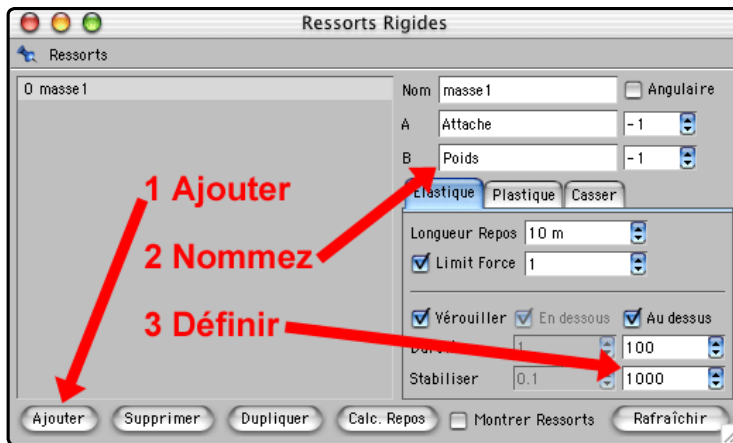 Ressorts Rigides
Ressorts
0 masse1
Nom masse1 Angulaire
A Attache -1
B Poids -1
1 Ajouter
Elastique Plastique Casser
2 Nommez
Longueur Repos 10 m
Limit Force 1
3 Définir
Vérouiller En dessous Au dessus
1 100
Stabiliser 0.1 1000
Ajouter Supprimer Dupliquer Calc. Repos Montrer Ressorts Rafraîchir